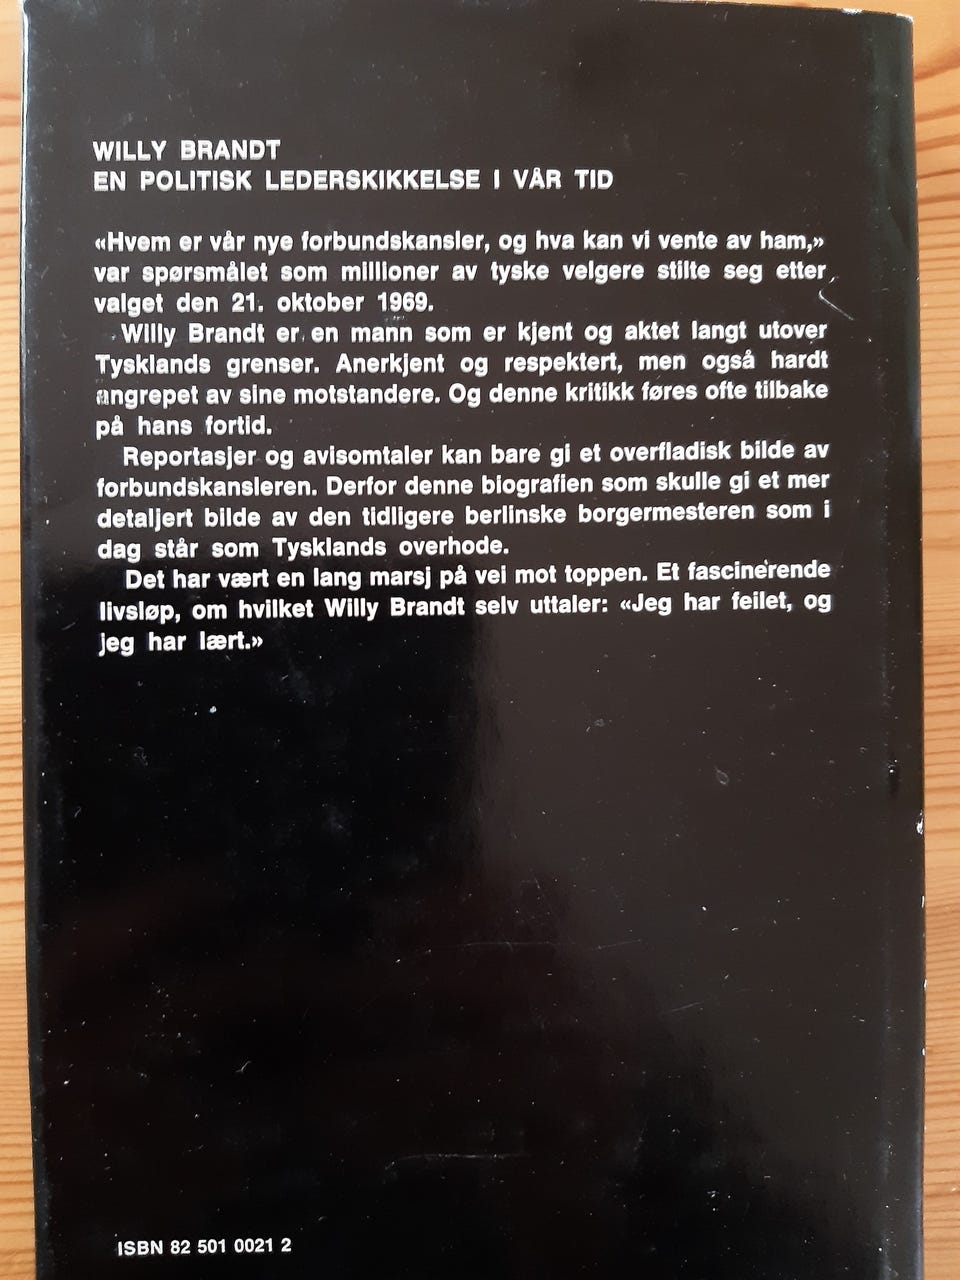 WILLY BRANDT
EN POLITISK LEDERSKIKKELSE I VÅR TID
«Hvem er vår nye forbundskansler, og hva kan vi vente av ham,»
var spørsmålet som millioner av tyske velgere stilte seg etter
valget den 21. oktober 1969.
Willy Brandt er en mann som er kjent og aktet langt utover
Tysklands grenser. Anerkjent og respektert, men også hardt
angrepet av sine motstandere. Og denne kritikk føres ofte tilbake
på hans fortid.
Reportasjer og avisomtaler kan bare gi et overfladisk bilde av
forbundskansleren. Derfor denne biografien som skulle gi et mer
detaljert bilde av den tidligere berlinske borgermesteren som i
dag står som Tysklands overhode.
Det har vært en lang marsj på vei mot toppen. Et fascinerende
livsløp, om hvilket Willy Brandt selv uttaler: «Jeg har feilet, og
jeg har lært.»
ISBN 82 501 0021 2